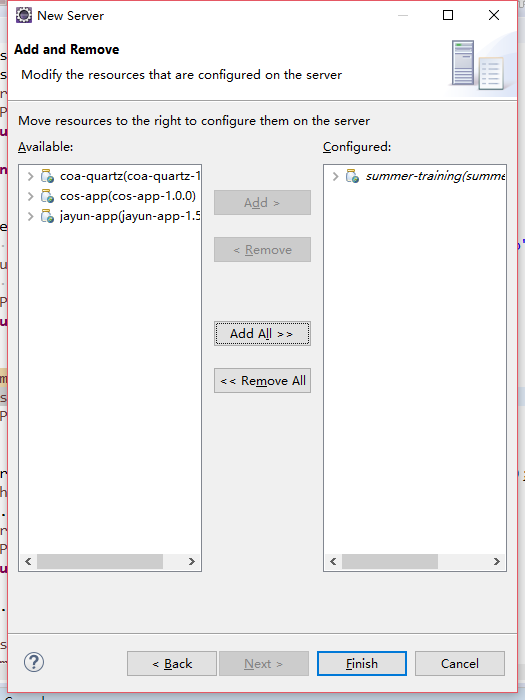 New Server
Add and Remove
Modify the resources that are configured on the server
Move resources to the right to configure them on the server
Available:
Configured:
coa-quartz(coa-quartz-1
cos-app(cos-app-1.0.0)
jayun-app(jayun-app-1.5
summer-training(summe
Add >
< Remove
Add All >>
<< Remove All
< Back
Next >
Finish
Cancel